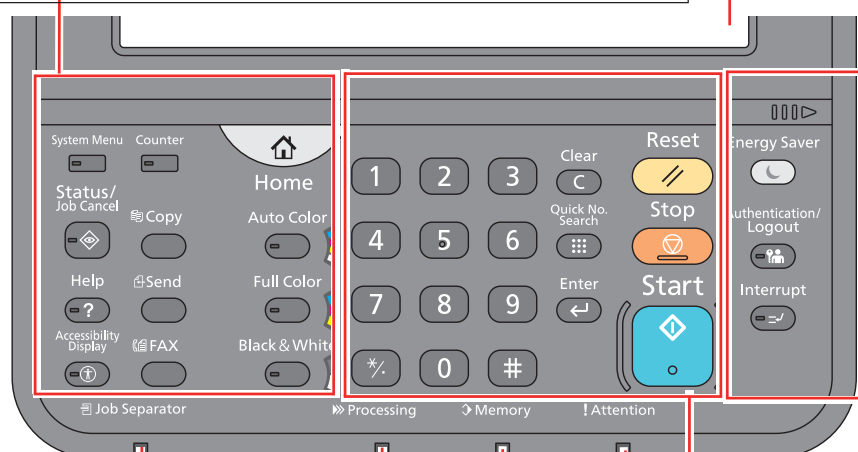 System Menu
Counter
Home
Status/
Job Cancel
Copy
Auto Color
Help
?
Send
Full Color
Accessibility
Display
FAX
Black & White
1
2
3
Clear
C
Reset
4
5
6
Quick No.
Search
Stop
7
8
9
Enter
Start
*/.
0
#
Energy Saver
Authentication/
Logout
Interrupt
Job Separator
Processing
Memory
! Attention